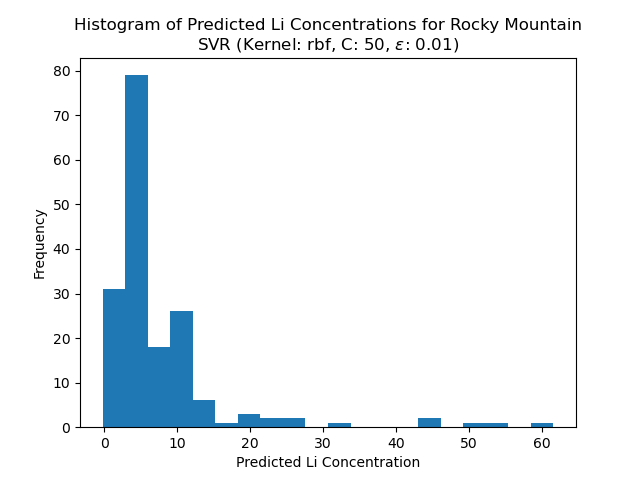 Histogram of Predicted Li Concentrations for Rocky Mountain
SVR (Kernel: rbf, C: 50, ε: 0.01)
80
70
60
50
40
30
20
10
0
Frequency
0 10 20 30 40 50 60
Predicted Li Concentration